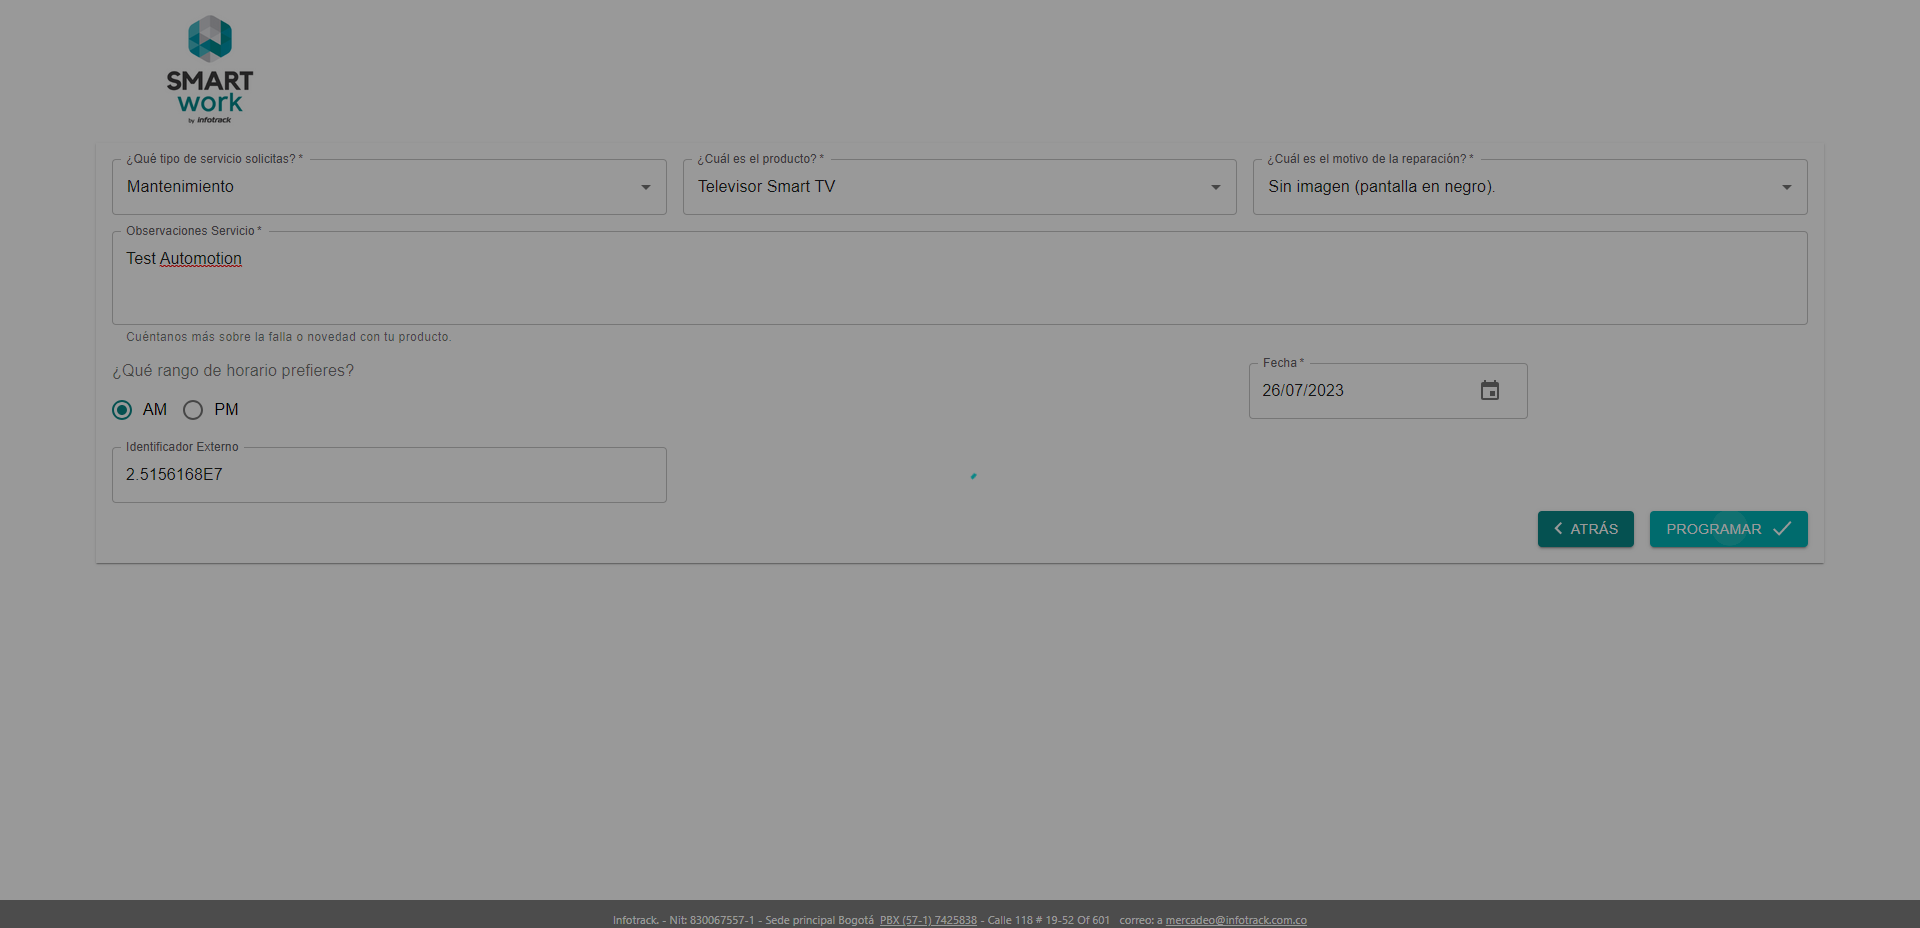 SMART
work
by infotrack
¿Qué tipo de servicio solicitas? *
Mantenimiento
¿Cuál es el producto? *
Televisor Smart TV
¿Cuál es el motivo de la reparación? *
Sin imagen (pantalla en negro).
Observaciones Servicio *
Test Automotion
Cuéntanos más sobre la falla o novedad con tu producto.
¿Qué rango de horario prefieres?
AM PM
Fecha *
26/07/2023
Identificador Externo
2.5156168E7
ATRÁS
PROGRAMAR
Infotrack. - Nit: 830067557-1 - Sede principal Bogotá PBX (57-1) 7425838 - Calle 118 # 19-52 Of 601 correo: a mercadeo@infotrack.com.co